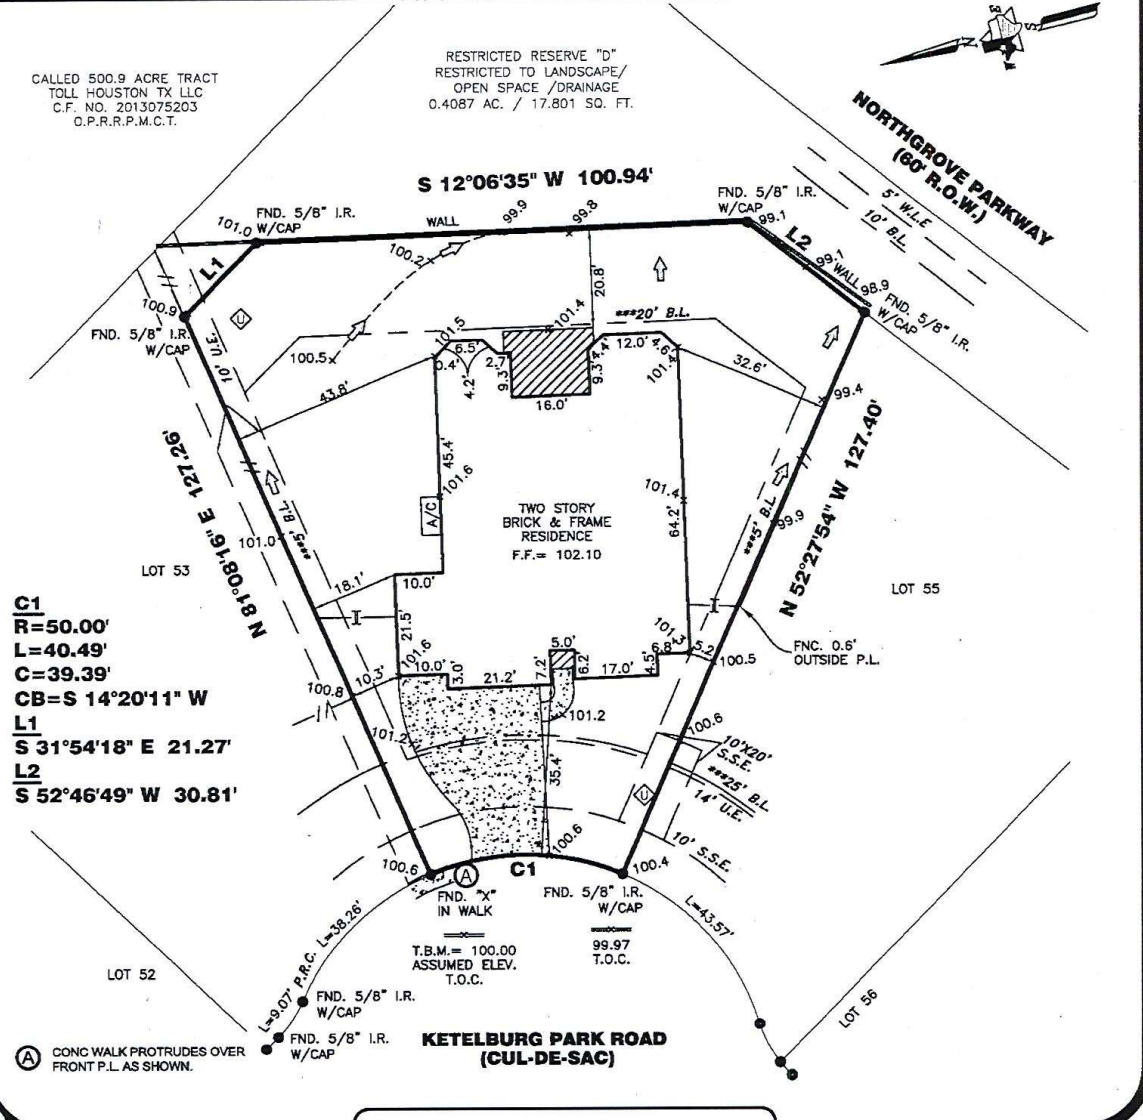 CALLED 500.9 ACRE TRACT
TOLL HOUSTON TX LLC
C.F. NO. 2013075203
O.P.R.R.P.M.C.T.
RESTRICTED RESERVE "D"
RESTRICTED TO LANDSCAPE/
OPEN SPACE /DRAINAGE
0.4087 AC. / 17.801 SQ. FT.
N
E
S
NORTHGROVE PARKWAY
(60' R.O.W.)
5' W.L.E
10' B.L.
S 12°06'35" W 100.94'
FND. 5/8" I.R.
W/CAP
101.0
WALL
99.9
99.8
FND. 5/8" I.R.
W/CAP
99.1
L1
L2
100.2
20.8'
WALL
98.9
FND. 5/8" I.R.
W/CAP
100.9
FND. 5/8" I.R.
W/CAP
U
10' U.E.
100.5
101.5
101.4
***20' B.L.
6.5'
0.4'
4.2'
2.7'
9.3'
16.0'
9.3'
12.0'
4.6'
101.4
32.6'
99.4
43.8'
45.4'
101.6
A/C
TWO STORY
BRICK & FRAME
RESIDENCE
F.F.= 102.10
101.4
64.2'
***5' B.L.
99.9
N 81°08'16" E 127.26'
N 52°27'54" W 127.40'
101.0
***5' B.L.
LOT 53
LOT 55
18.1'
10.0'
21.5'
FNC. 0.6'
OUTSIDE P.L.
C1
R=50.00'
L=40.49'
C=39.39'
CB=S 14°20'11" W
L1
S 31°54'18" E 21.27'
L2
S 52°46'49" W 30.81'
101.6
10.0'
3.0'
21.2'
7.2'
5.0'
6.2'
17.0'
4.5'
6.8'
101.3
5.2'
100.5
100.8
10.3'
101.2
101.2
35.4'
100.6
10'X20'
S.S.E.
***25' B.L.
14' U.E.
U
10' S.S.E.
100.6
A
C1
100.6
100.4
FND. "X"
IN WALK
FND. 5/8" I.R.
W/CAP
T.B.M.= 100.00
ASSUMED ELEV.
T.O.C.
99.97
T.O.C.
L=38.26'
P.R.C.
L=9.07'
L=43.57'
LOT 52
LOT 56
FND. 5/8" I.R.
W/CAP
FND. 5/8" I.R.
W/CAP
KETELBURG PARK ROAD
(CUL-DE-SAC)
A CONC WALK PROTRUDES OVER
FRONT P.L. AS SHOWN.